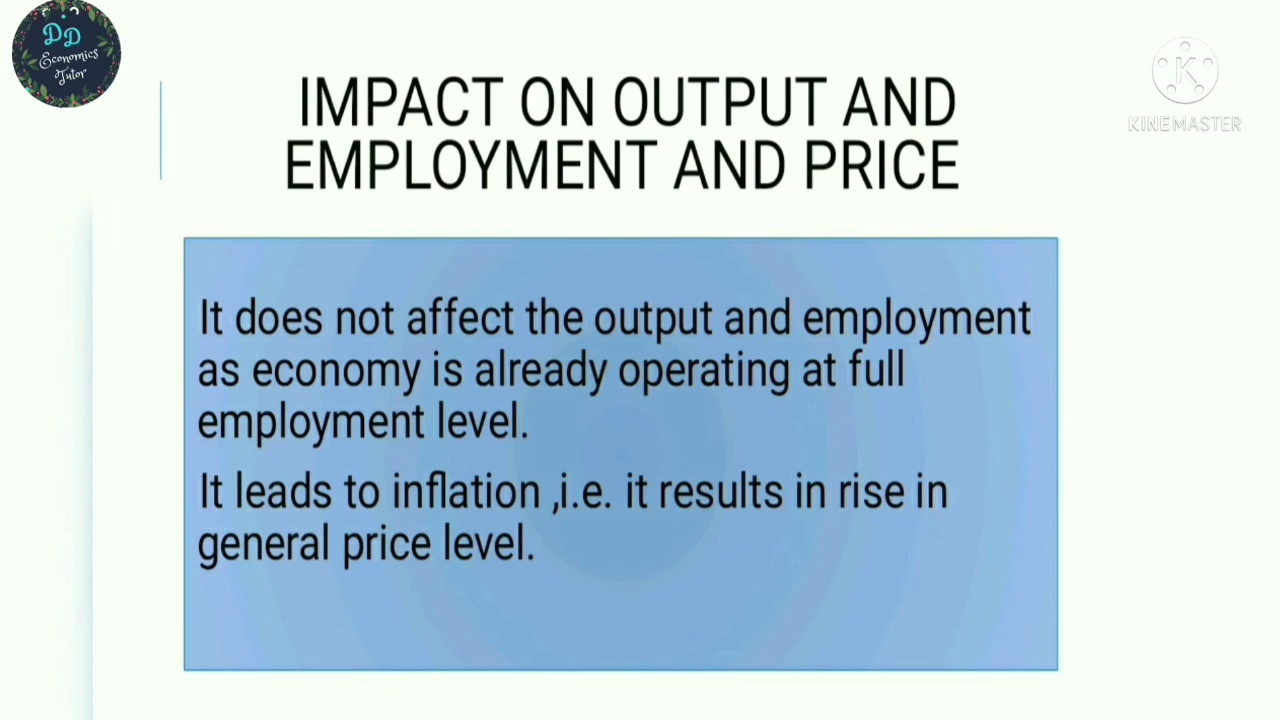 DD
Economics
Tutor
IMPACT ON OUTPUT AND
EMPLOYMENT AND PRICE
K
KINEMASTER
It does not affect the output and employment
as economy is already operating at full
employment level.
It leads to inflation ,i.e. it results in rise in
general price level.